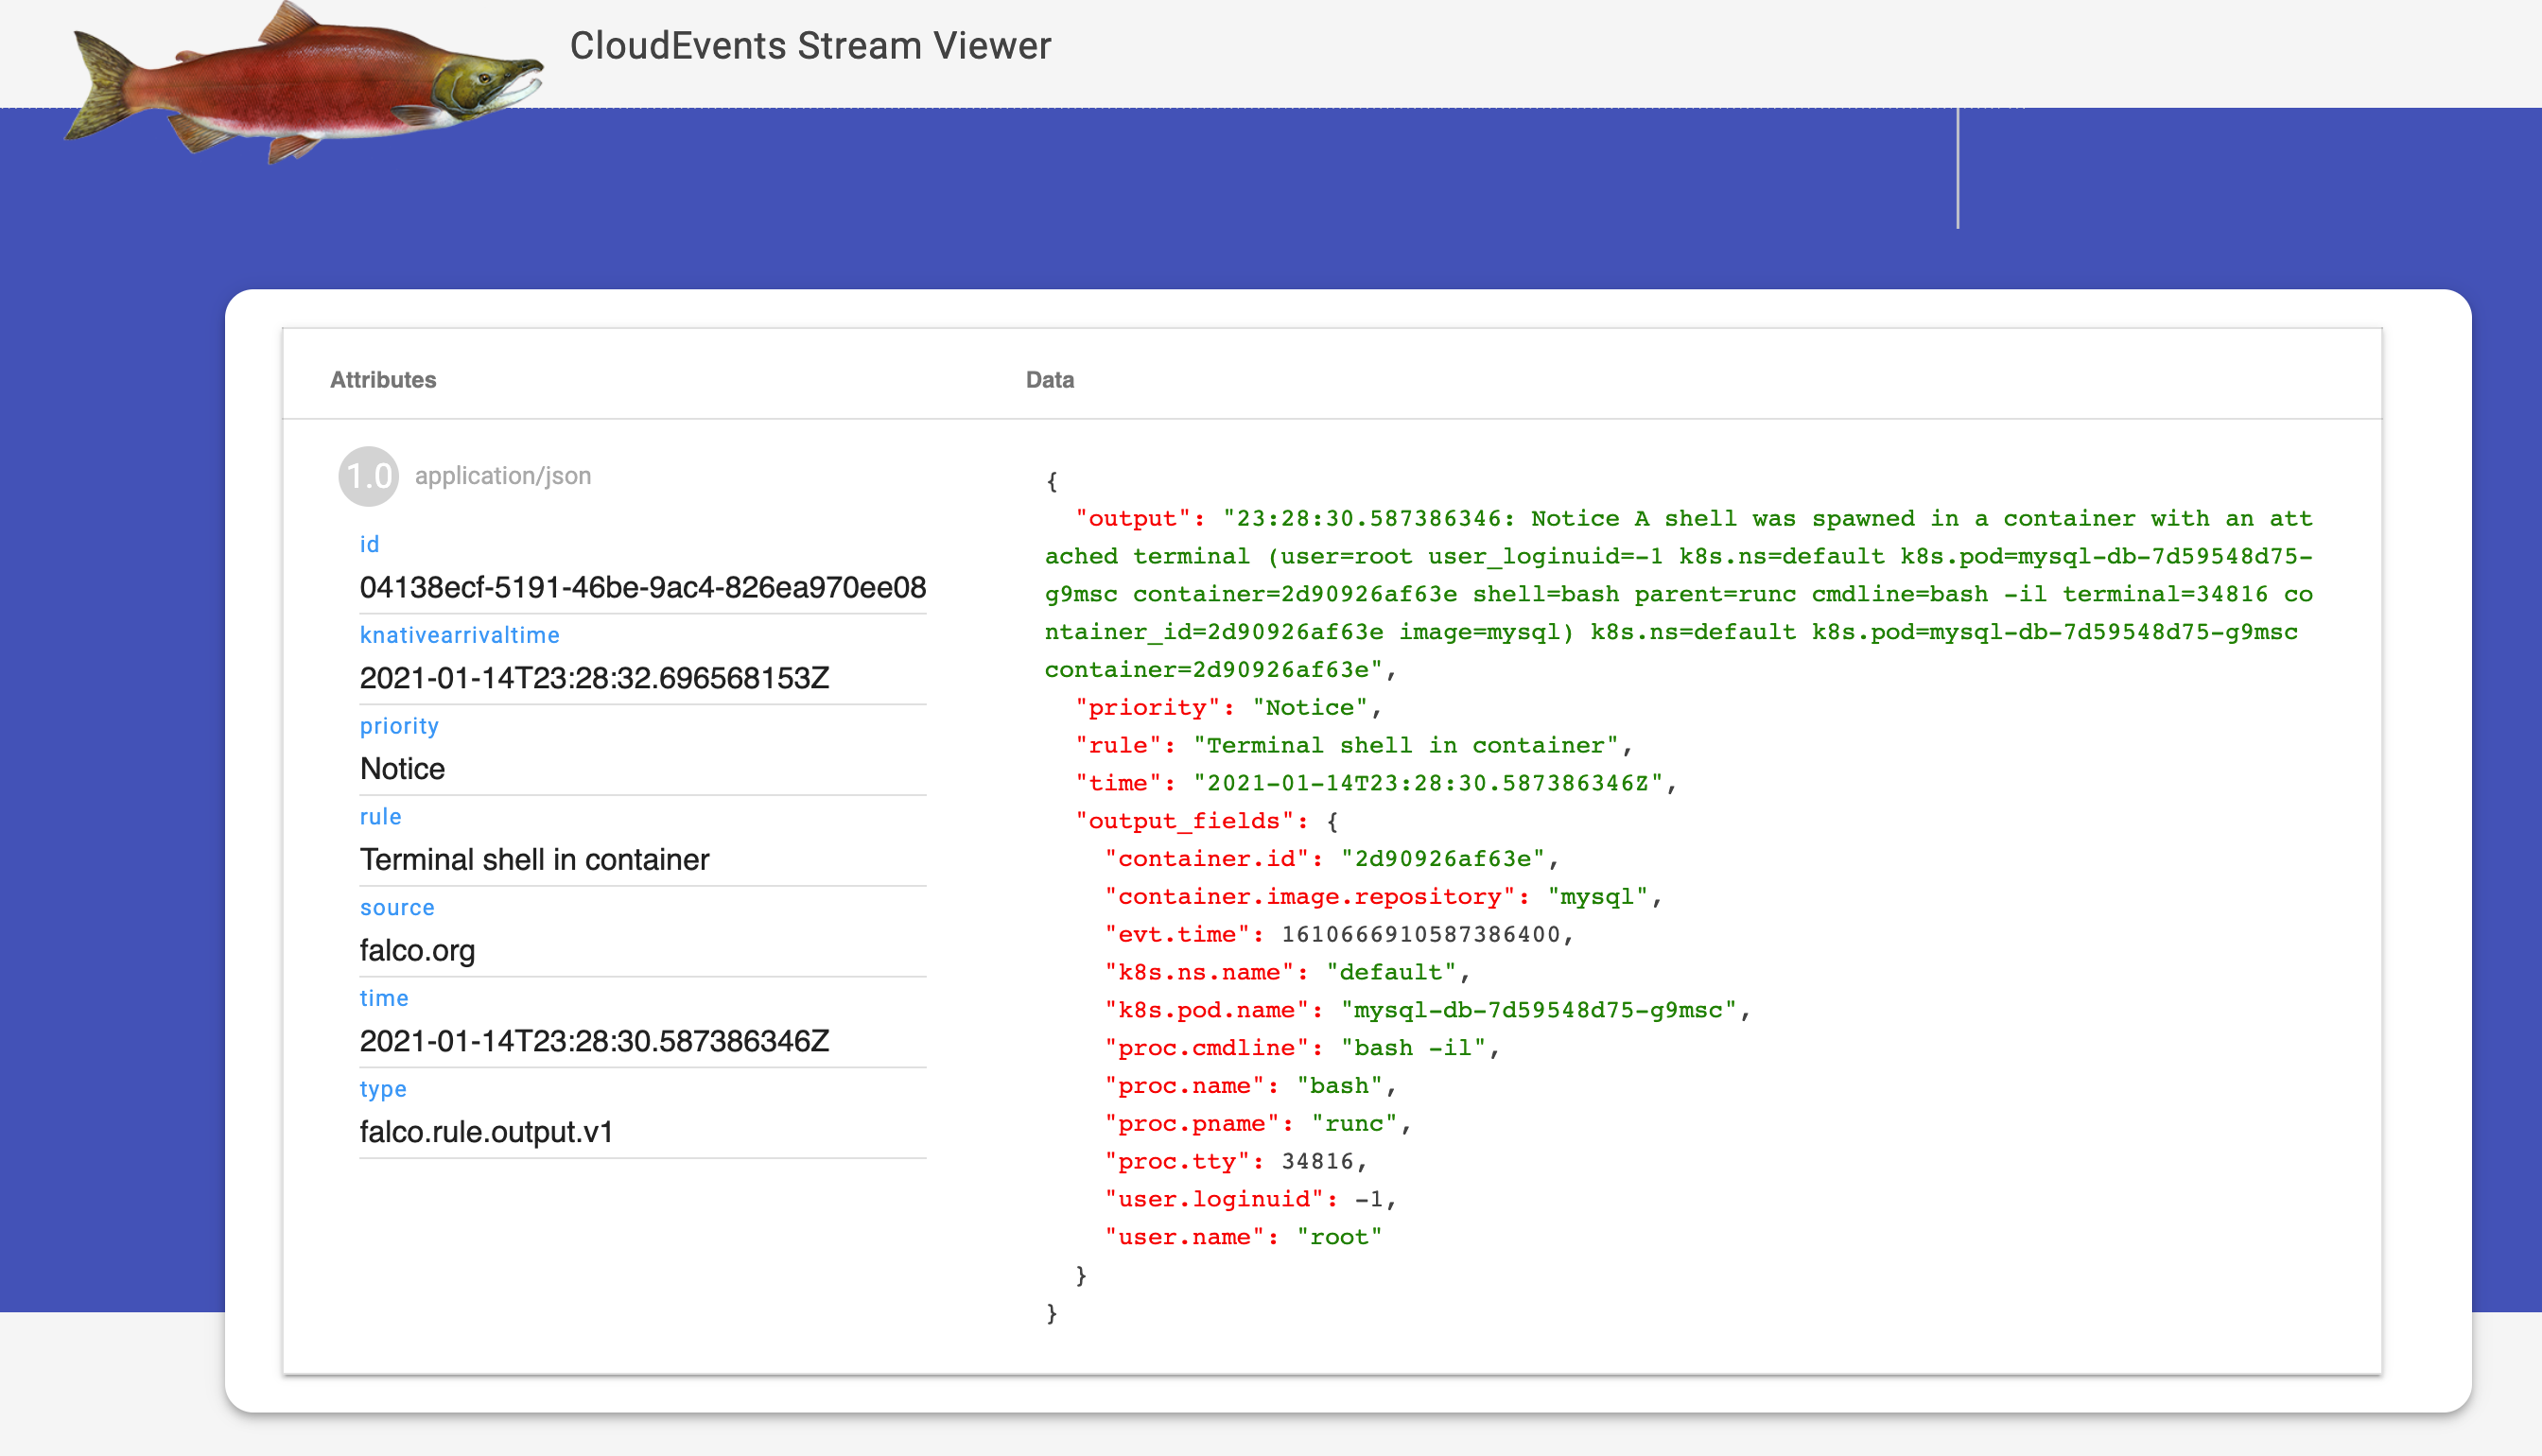 CloudEvents Stream Viewer
Attributes
Data
1.0 application/json
id
04138ecf-5191-46be-9ac4-826ea970ee08
knativearrivaltime
2021-01-14T23:28:32.696568153Z
priority
Notice
rule
Terminal shell in container
source
falco.org
time
2021-01-14T23:28:30.587386346Z
type
falco.rule.output.v1
{
"output": "23:28:30.587386346: Notice A shell was spawned in a container with an att
ached terminal (user=root user_loginuid=-1 k8s.ns=default k8s.pod=mysql-db-7d59548d75-
g9msc container=2d90926af63e shell=bash parent=runc cmdline=bash -il terminal=34816 co
ntainer_id=2d90926af63e image=mysql) k8s.ns=default k8s.pod=mysql-db-7d59548d75-g9msc
container=2d90926af63e",
"priority": "Notice",
"rule": "Terminal shell in container",
"time": "2021-01-14T23:28:30.587386346Z",
"output_fields": {
"container.id": "2d90926af63e",
"container.image.repository": "mysql",
"evt.time": 1610666910587386400,
"k8s.ns.name": "default",
"k8s.pod.name": "mysql-db-7d59548d75-g9msc",
"proc.cmdline": "bash -il",
"proc.name": "bash",
"proc.pname": "runc",
"proc.tty": 34816,
"user.loginuid": -1,
"user.name": "root"
}
}